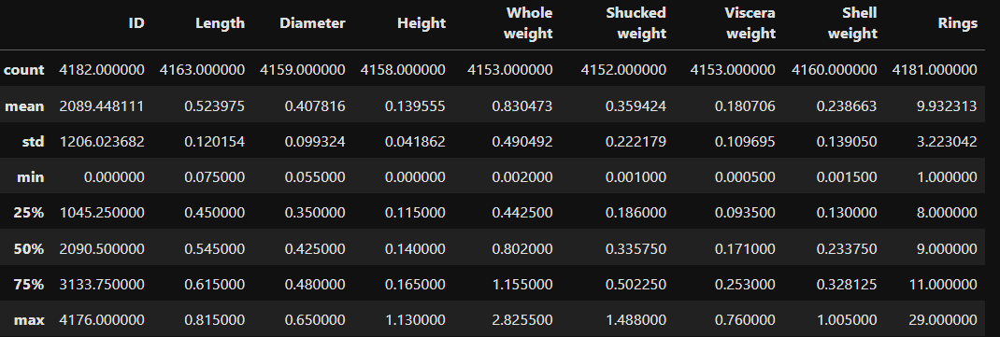 ID Length Diameter Height Whole weight Shucked weight Viscera weight Shell weight Rings
count 4182.000000 4163.000000 4159.000000 4158.000000 4153.000000 4152.000000 4153.000000 4160.000000 4181.000000
mean 2089.448111 0.523975 0.407816 0.139555 0.830473 0.359424 0.180706 0.238663 9.932313
std 1206.023682 0.120154 0.099324 0.041862 0.490492 0.222179 0.109695 0.139050 3.223042
min 0.000000 0.075000 0.055000 0.000000 0.002000 0.001000 0.000500 0.001500 1.000000
25% 1045.250000 0.450000 0.350000 0.115000 0.442500 0.186000 0.093500 0.130000 8.000000
50% 2090.500000 0.545000 0.425000 0.140000 0.802000 0.335750 0.171000 0.233750 9.000000
75% 3133.750000 0.615000 0.480000 0.165000 1.155000 0.502250 0.253000 0.328125 11.000000
max 4176.000000 0.815000 0.650000 1.130000 2.825500 1.488000 0.760000 1.005000 29.000000